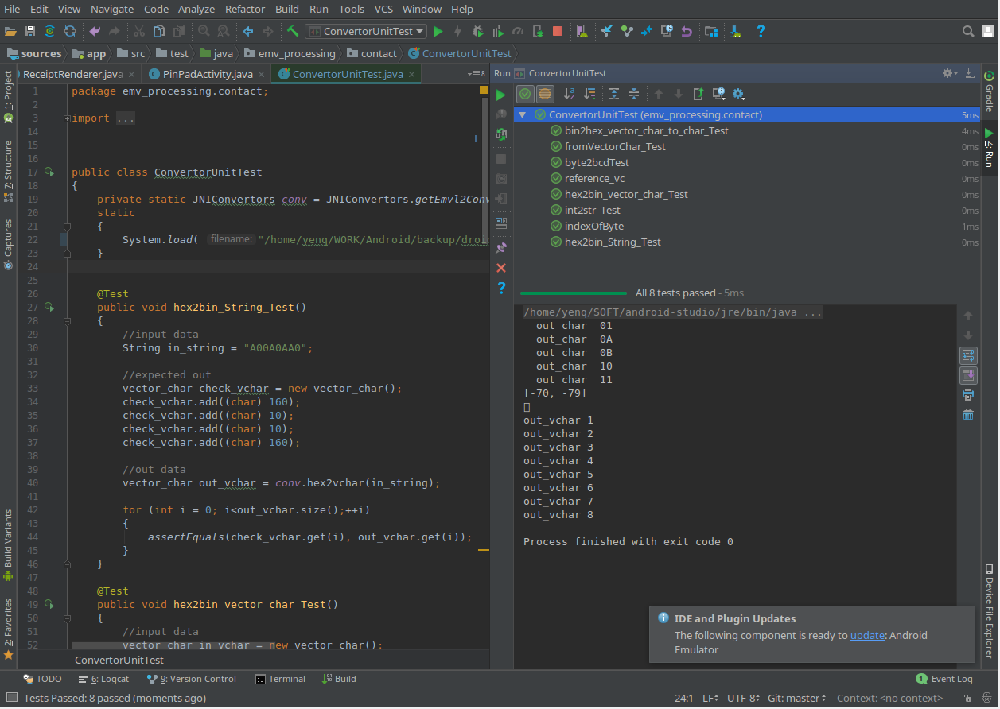 File Edit View Navigate Code Analyze Refactor Build Run Tools VCS Window Help
ConvertorUnitTest
sources app src test java emv_processing contact ConvertorUnitTest
ReceiptRenderer.java PinPadActivity.java ConvertorUnitTest.java 8
1: Project
7: Structure
Captures
Build Variants
2: Favorites
1 package emv_processing.contact;
2
3 import ...
14
15
16
17 public class ConvertorUnitTest
18 {
19 private static JNIConvertors conv = JNIConvertors.getEmvl2Conv
20 static
21 {
22 System.load( filename: "/home/yenq/WORK/Android/backup/droid
23 }
24
25
26 @Test
27 public void hex2bin_String_Test()
28 {
29 //input data
30 String in_string = "A00A0AA0";
31
32 //expected out
33 vector_char check_vchar = new vector_char();
34 check_vchar.add((char) 160);
35 check_vchar.add((char) 10);
36 check_vchar.add((char) 10);
37 check_vchar.add((char) 160);
38
39 //out data
40 vector_char out_vchar = conv.hex2vchar(in_string);
41
42 for (int i = 0; i<out_vchar.size();++i)
43 {
44 assertEquals(check_vchar.get(i), out_vchar.get(i));
45 }
46 }
47
48 @Test
49 public void hex2bin_vector_char_Test()
50 {
51 //input data
52 vector_char in_vchar = new vector_char();
ConvertorUnitTest
Run ConvertorUnitTest
ConvertorUnitTest (emv_processing.contact) 5ms
bin2hex_vector_char_to_char_Test 4ms
fromVectorChar_Test 0ms
byte2bcdTest 0ms
reference_vc 0ms
hex2bin_vector_char_Test 0ms
int2str_Test 0ms
indexOfByte 1ms
hex2bin_String_Test 0ms
All 8 tests passed - 5ms
/home/yenq/SOFT/android-studio/jre/bin/java ...
out_char 01
out_char 0A
out_char 0B
out_char 10
out_char 11
[-70, -79]
out_vchar 1
out_vchar 2
out_vchar 3
out_vchar 4
out_vchar 5
out_vchar 6
out_vchar 7
out_vchar 8
Process finished with exit code 0
IDE and Plugin Updates
The following component is ready to update: Android
Emulator
Gradle
4: Run
Device File Explorer
TODO 6: Logcat 9: Version Control Terminal Build 1 Event Log
Tests Passed: 8 passed (moments ago) 24:1 LF UTF-8 Git: master Context: <no context>